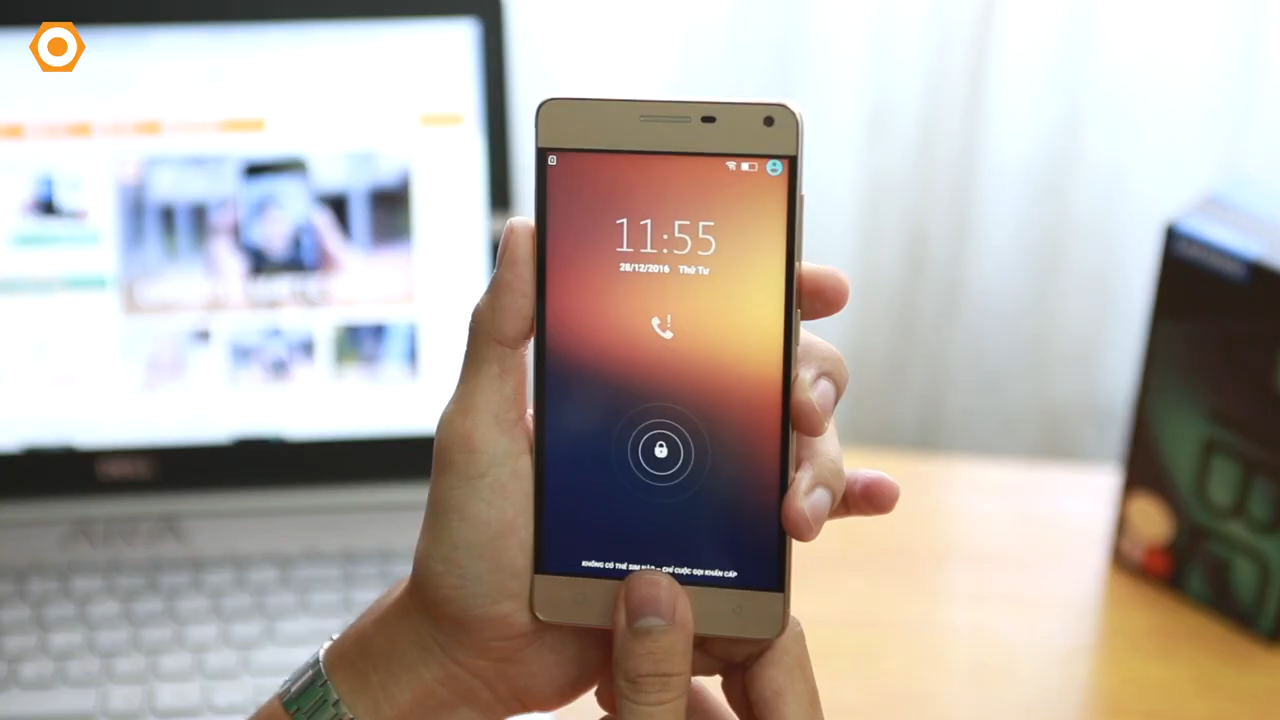 11:55
28/12/2016 Thứ Tư
KHÔNG CÓ THẺ SIM NÀO – CHỈ CUỘC GỌI KHẨN CẤP